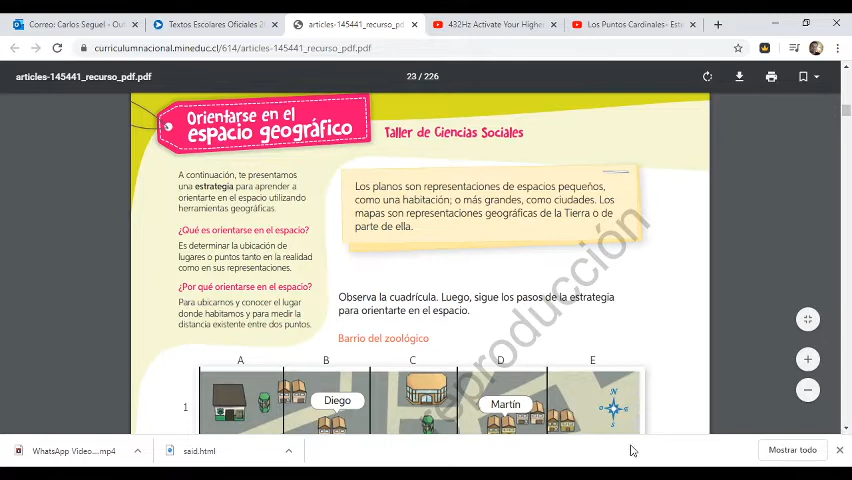 Correo: Carlos Seguel - Out
Textos Escolares Oficiales 2
articles-145441_recurso_pdf.pd
432Hz Activate Your Higher
Los Puntos Cardinales- Este
curriculumnacional.mineduc.cl/614/articles-145441_recurso_pdf.pdf
articles-145441_recurso_pdf.pdf
23 / 226
Orientarse en el
espacio geográfico
Taller de Ciencias Sociales
A continuación, te presentamos
una estrategia para aprender a
orientarte en el espacio utilizando
herramientas geográficas.
¿Qué es orientarse en el espacio?
Es determinar la ubicación de
lugares o puntos tanto en la realidad
como en sus representaciones.
¿Por qué orientarse en el espacio?
Para ubicarnos y conocer el lugar
donde habitamos y para medir la
distancia existente entre dos puntos.
Los planos son representaciones de espacios pequeños,
como una habitación; o más grandes, como ciudades. Los
mapas son representaciones geográficas de la Tierra o de
parte de ella.
Observa la cuadrícula. Luego, sigue los pasos de la estrategia
para orientarte en el espacio.
Barrio del zoológico
reproducción
A B C D E
1
Diego
Martín
N
O E
S
WhatsApp Video....mp4
said.html
Mostrar todo